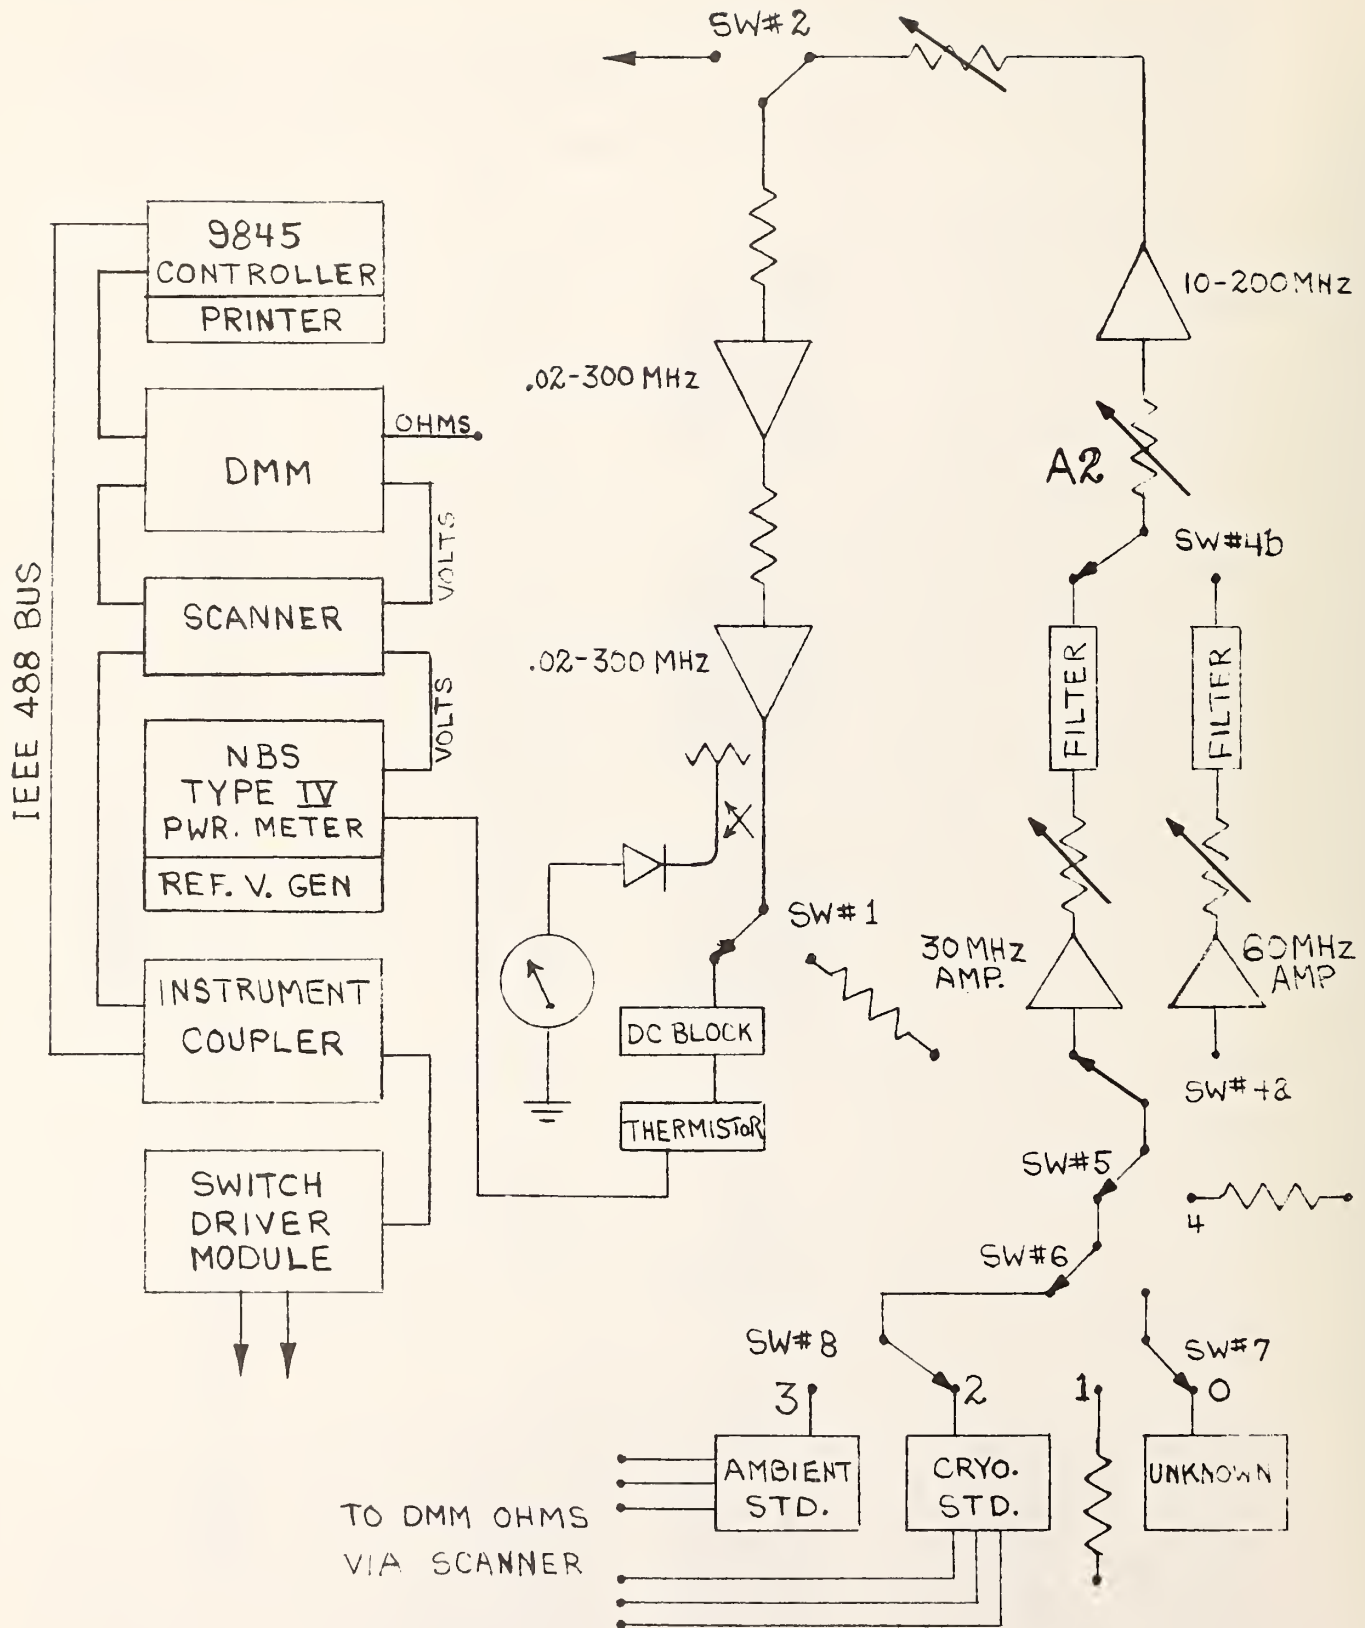 SW#2
9845
CONTROLLER
PRINTER
10-200MHz
.02-300 MHz
OHMS
DMM
A2
VOLTS
SW#4b
IEEE 488 BUS
SCANNER
FILTER
FILTER
.02-300 MHz
VOLTS
NBS
TYPE IV
PWR. METER
REF. V. GEN
SW#1
30 MHz
AMP.
60MHz
AMP
INSTRUMENT
COUPLER
DC BLOCK
SW#4a
THERMISTOR
SW#5
SWITCH
DRIVER
MODULE
4
SW#6
SW#8
SW#7
3
2
1
0
AMBIENT
STD.
CRYO.
STD.
UNKNOWN
TO DMM OHMS
VIA SCANNER